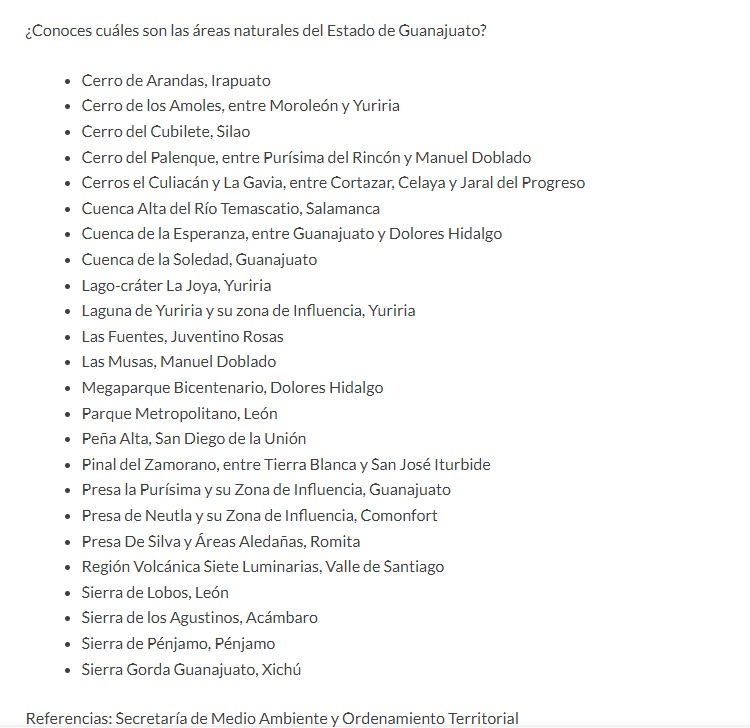 ¿Conoces cuáles son las áreas naturales del Estado de Guanajuato?
• Cerro de Arandas, Irapuato
• Cerro de los Amoles, entre Moroleón y Yuriria
• Cerro del Cubilete, Silao
• Cerro del Palenque, entre Purísima del Rincón y Manuel Doblado
• Cerros el Culiacán y La Gavia, entre Cortazar, Celaya y Jaral del Progreso
• Cuenca Alta del Río Temascatio, Salamanca
• Cuenca de la Esperanza, entre Guanajuato y Dolores Hidalgo
• Cuenca de la Soledad, Guanajuato
• Lago-cráter La Joya, Yuriria
• Laguna de Yuriria y su zona de Influencia, Yuriria
• Las Fuentes, Juventino Rosas
• Las Musas, Manuel Doblado
• Megaparque Bicentenario, Dolores Hidalgo
• Parque Metropolitano, León
• Peña Alta, San Diego de la Unión
• Pinal del Zamorano, entre Tierra Blanca y San José Iturbide
• Presa la Purísima y su Zona de Influencia, Guanajuato
• Presa de Neutla y su Zona de Influencia, Comonfort
• Presa De Silva y Áreas Aledañas, Romita
• Región Volcánica Siete Luminarias, Valle de Santiago
• Sierra de Lobos, León
• Sierra de los Agustinos, Acámbaro
• Sierra de Pénjamo, Pénjamo
• Sierra Gorda Guanajuato, Xichú
Referencias: Secretaría de Medio Ambiente y Ordenamiento Territorial